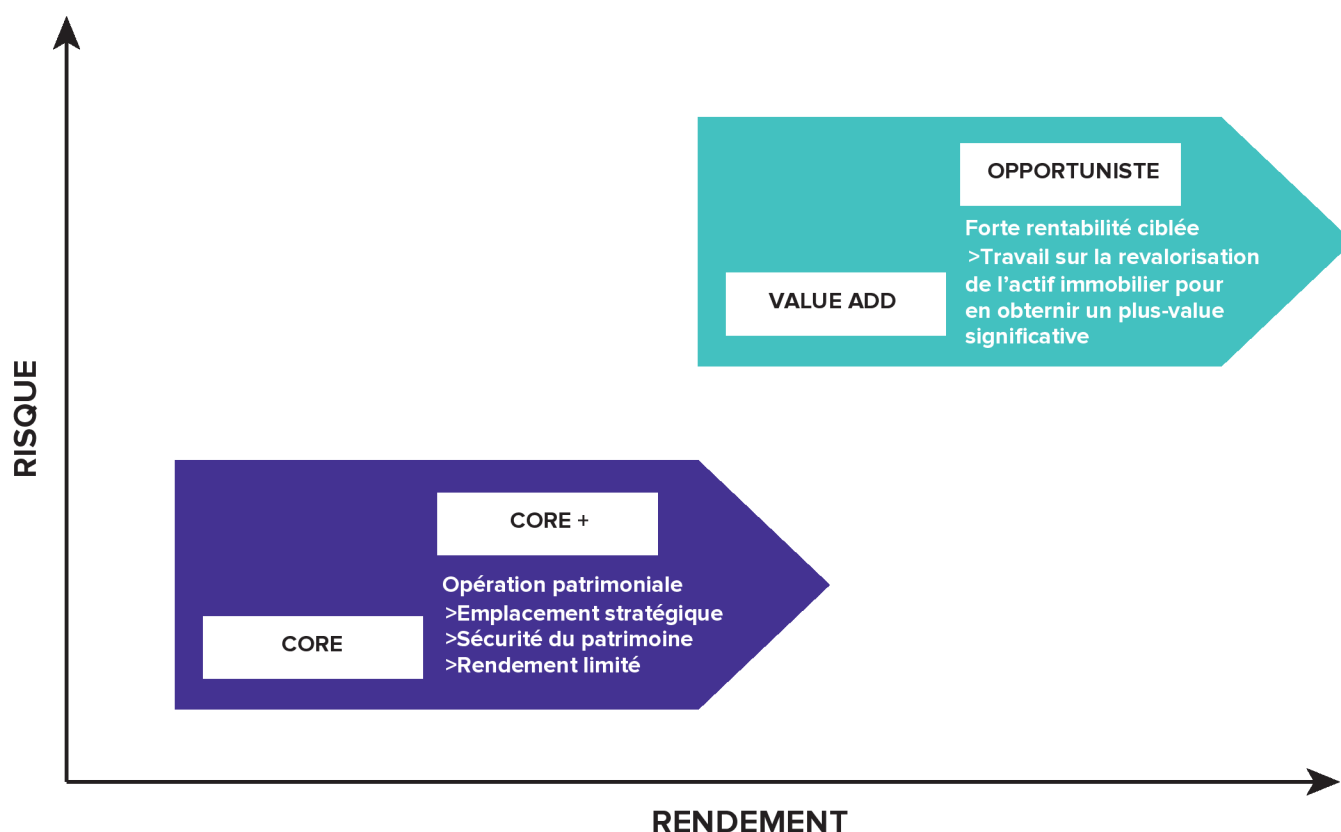 OPPORTUNISTE
Forte rentabilité ciblée
>Travail sur la revalorisation
de l'actif immobilier pour
en obternir un plus-value
significative
VALUE ADD
RISQUE
CORE +
Opération patrimoniale
>Emplacement stratégique
>Sécurité du patrimoine
>Rendement limité
CORE
RENDEMENT